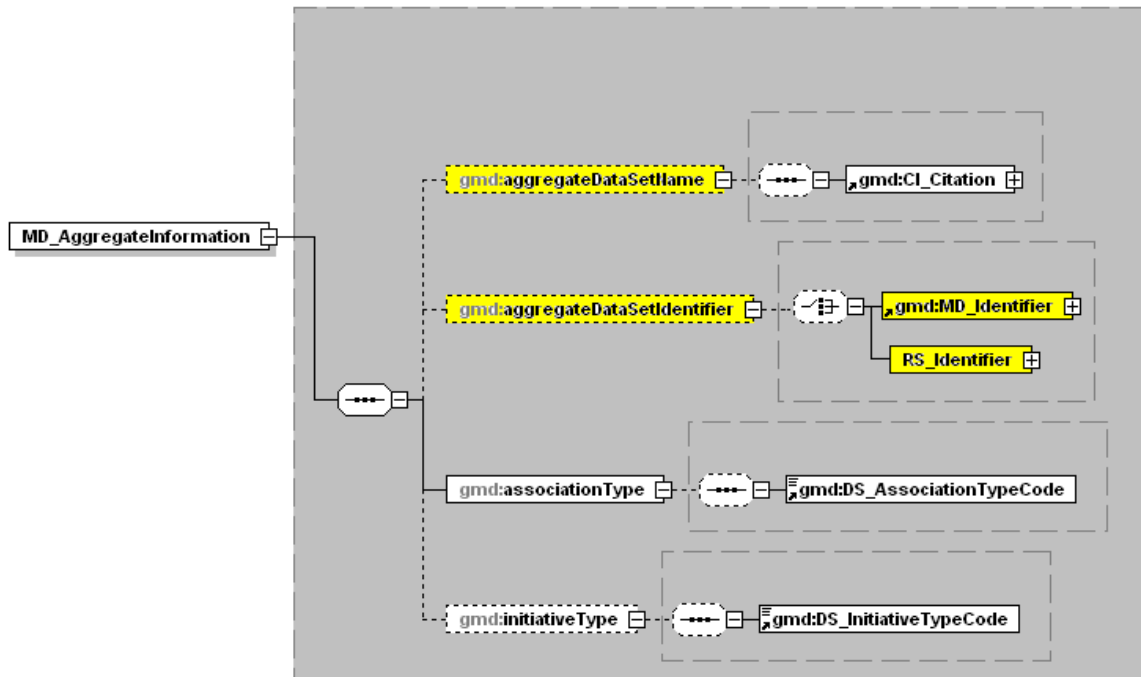 gmd:aggregateDataSetName
gmd:CI_Citation
MD_AggregateInformation
gmd:aggregateDataSetIdentifier
gmd:MD_Identifier
RS_Identifier
gmd:associationType
gmd:DS_AssociationTypeCode
gmd:initiativeType
gmd:DS_InitiativeTypeCode